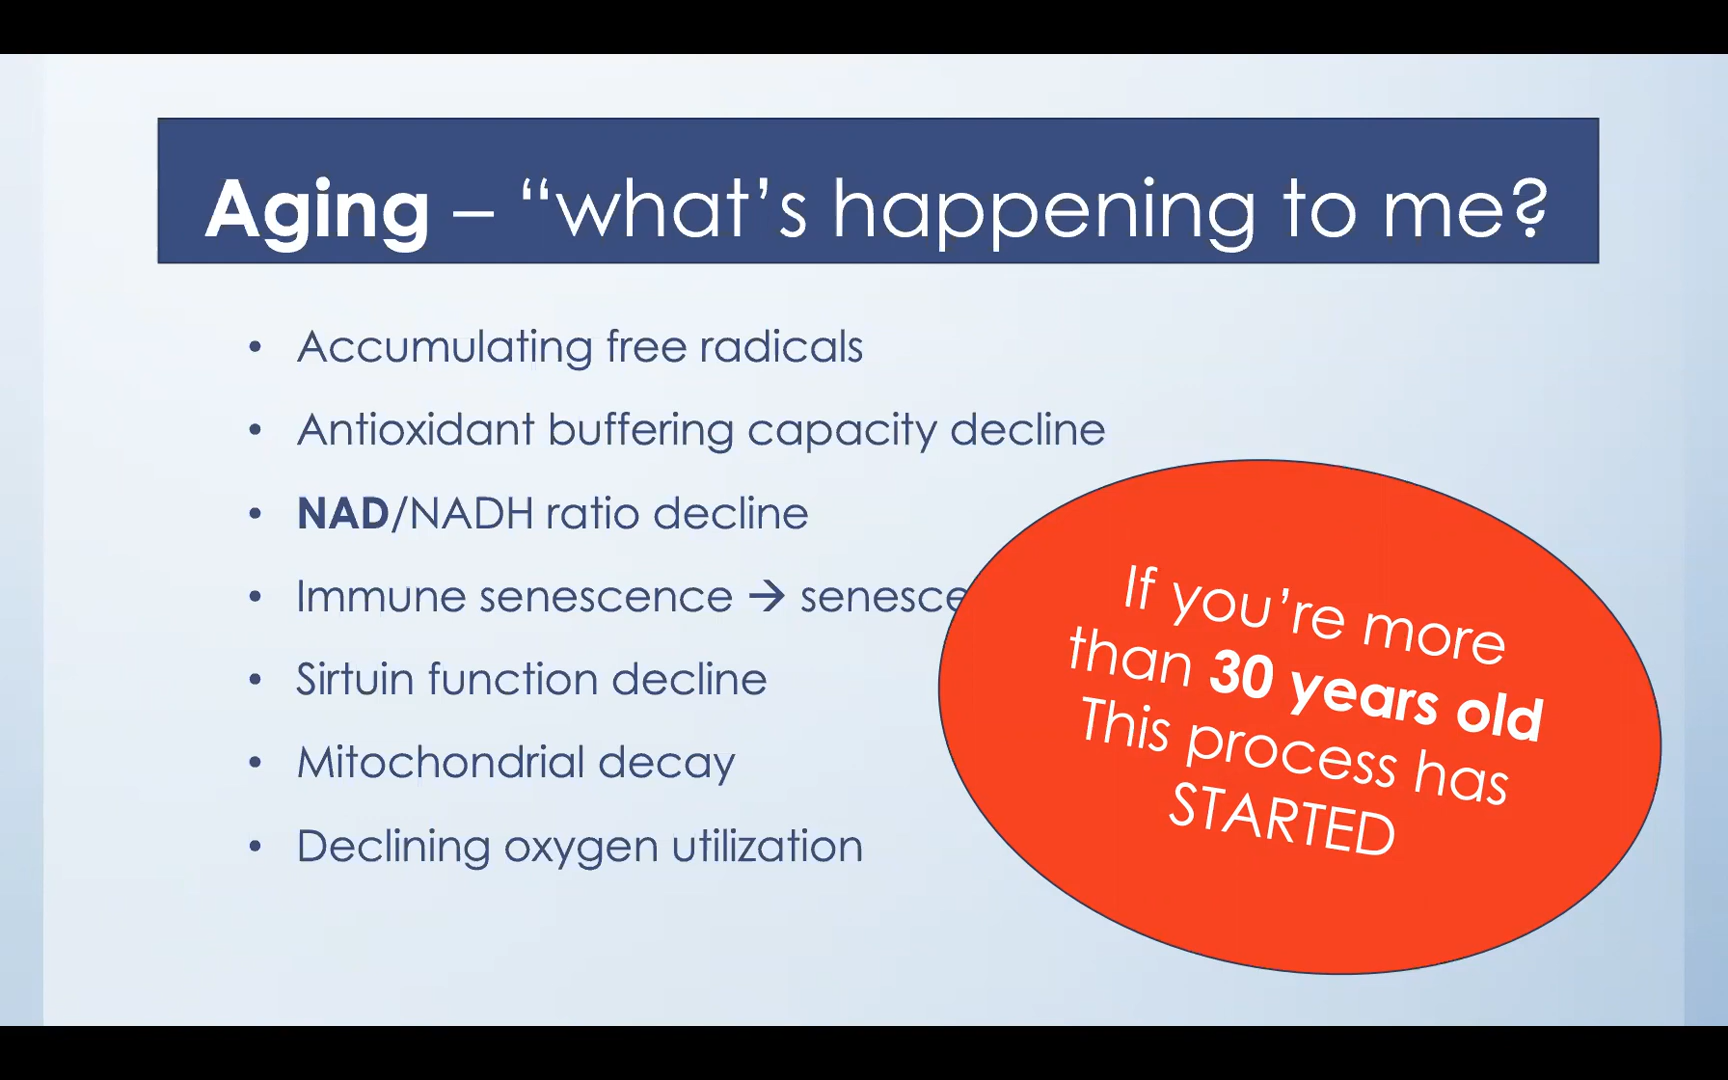 Aging – “what’s happening to me?
• Accumulating free radicals
• Antioxidant buffering capacity decline
• NAD/NADH ratio decline
• Immune senescence → 
• Sirtuin function decline
• Mitochondrial decay
• Declining oxygen utilization
If you’re more
than 30 years old
This process has
STARTED